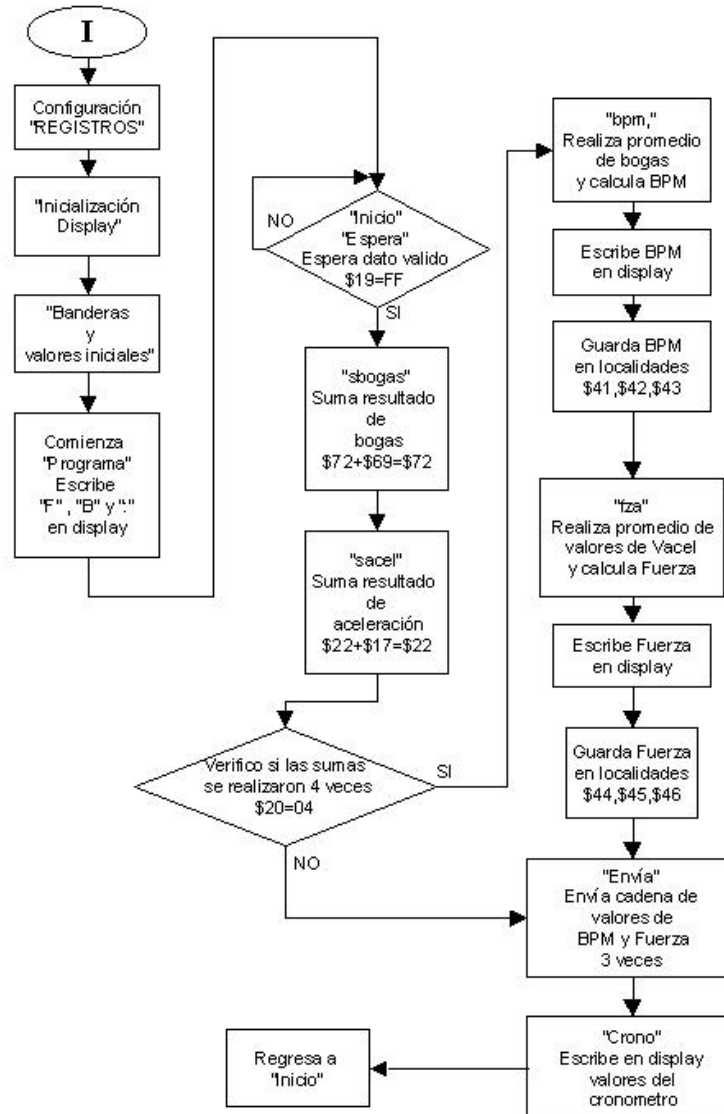 I
Configuración
"REGISTROS"
"Inicialización
Display"
"Banderas
y
valores iniciales"
Comienza
"Programa"
Escribe
"F" , "B" y ":"
en display
NO
"Inicio"
"Espera"
Espera dato valido
$19=FF
SI
"sbogas"
Suma resultado
de
bogas
$72+$69=$72
"sacel"
Suma resultado
de
aceleración
$22+$17=$22
Verifico si las sumas
se realizaron 4 veces
$20=04
SI
NO
"bpm,"
Realiza promedio
de bogas
y calcula BPM
Escribe BPM
en display
Guarda BPM
en localidades
$41,$42,$43
"fza"
Realiza promedio de
valores de Vacel
y calcula Fuerza
Escribe Fuerza
en display
Guarda Fuerza
en localidades
$44,$45,$46
"Envía"
Envía cadena de
valores de
BPM y Fuerza
3 veces
"Crono"
Escribe en display
valores del
cronometro
Regresa a
"Inicio"